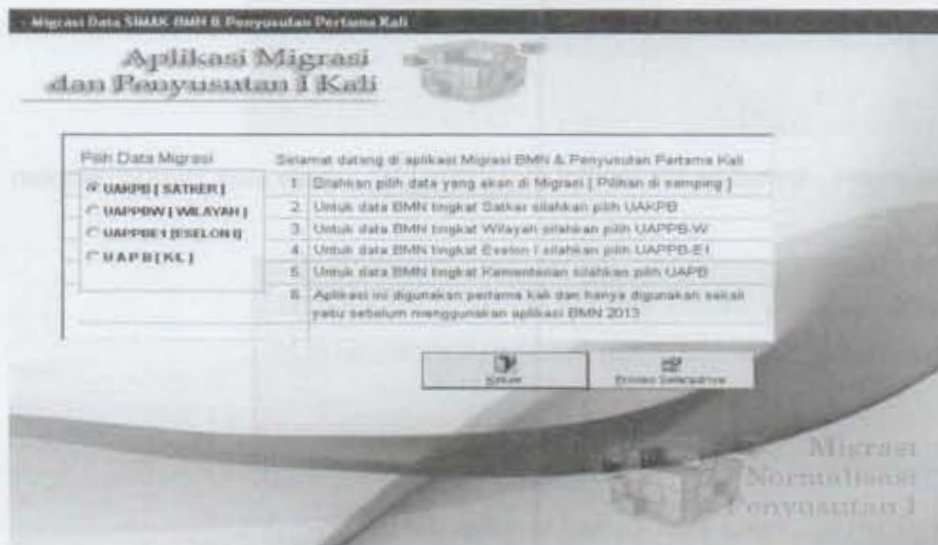 Migrasi Data SIMAK-BMN & Penyusutan Pertama Kali
Aplikasi Migrasi
dan Penyusutan I Kali
Pilih Data Migrasi
UAKPB [ SATKER ]
UAPPBW [ WILAYAH ]
UAPPBE1 [ESELON I]
U A P B [ K/L ]
Selamat datang di aplikasi Migrasi BMN & Penyusutan Pertama Kali
1. Silahkan pilih data yang akan di Migrasi [ Pilihan di samping ]
2. Untuk data BMN tingkat Satker silahkan pilih UAKPB
3. Untuk data BMN tingkat Wilayah silahkan pilih UAPPB-W
4. Untuk data BMN tingkat Eselon I silahkan pilih UAPPB-E1
5. Untuk data BMN tingkat Kementerian silahkan pilih UAPB
6. Aplikasi ini digunakan pertama kali dan hanya digunakan sekali
yaitu sebelum menggunakan aplikasi BMN 2013
Keluar
Proses Selanjutnya
Migrasi
Normalisasi
Penyusutan I